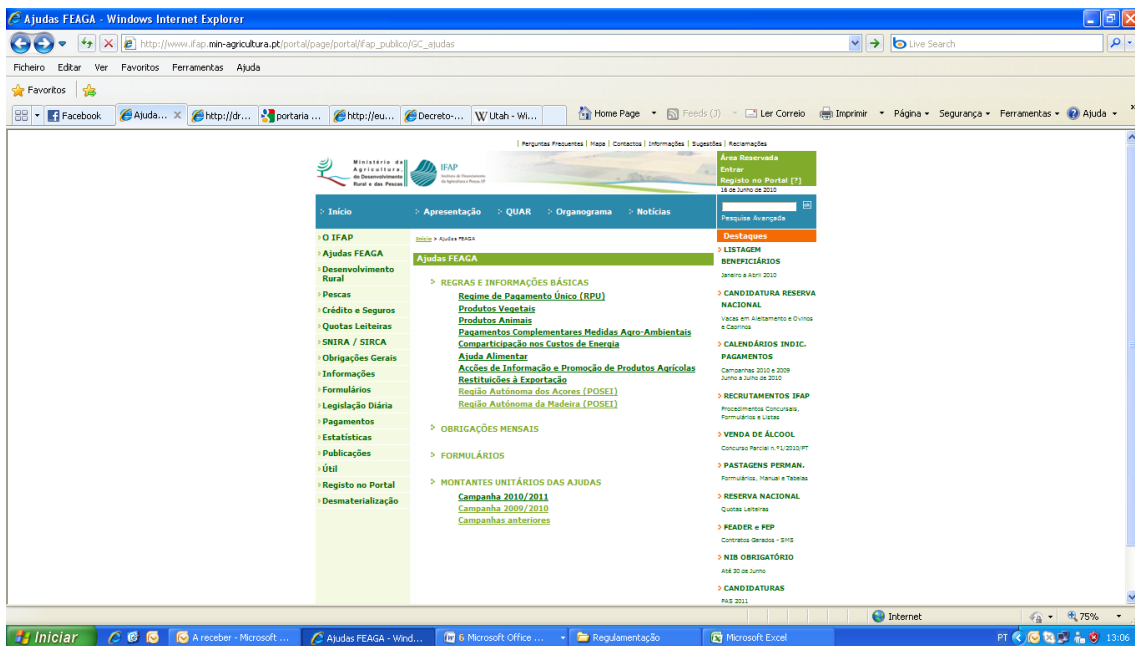 Ajudas FEAGA - Windows Internet Explorer
http://www.ifap.min-agricultura.pt/portal/page/portal/ifap_publico/GC_ajudas
Live Search
Ficheiro Editar Ver Favoritos Ferramentas Ajuda
Favoritos
Facebook Ajuda... http://dr... portaria ... http://eu... Decreto-... Utah - Wi... Home Page Feeds (J) Ler Correio Imprimir Página Segurança Ferramentas Ajuda
| Perguntas Frequentes | Mapa | Contactos | Informações | Sugestões | Reclamações
Ministério da
Agricultura,
do Desenvolvimento
Rural e das Pescas
IFAP
Instituto de Financiamento
da Agricultura e Pescas, IP
Área Reservada
Entrar
Registo no Portal [?]
16 de Junho de 2010
Início Apresentação QUAR Organograma Notícias
ok
Pesquisa Avançada
O IFAP
Ajudas FEAGA
Desenvolvimento
Rural
Pescas
Crédito e Seguros
Quotas Leiteiras
SNIRA / SIRCA
Obrigações Gerais
Informações
Formulários
Legislação Diária
Pagamentos
Estatísticas
Publicações
Útil
Registo no Portal
Desmaterialização
Início > Ajudas FEAGA
Ajudas FEAGA
> REGRAS E INFORMAÇÕES BÁSICAS
Regime de Pagamento Único (RPU)
Produtos Vegetais
Produtos Animais
Pagamentos Complementares Medidas Agro-Ambientais
Comparticipação nos Custos de Energia
Ajuda Alimentar
Acções de Informação e Promoção de Produtos Agrícolas
Restituições à Exportação
Região Autónoma dos Açores (POSEI)
Região Autónoma da Madeira (POSEI)
> OBRIGAÇÕES MENSAIS
> FORMULÁRIOS
> MONTANTES UNITÁRIOS DAS AJUDAS
Campanha 2010/2011
Campanha 2009/2010
Campanhas anteriores
Destaques
> LISTAGEM
BENEFICIÁRIOS
Janeiro a Abril 2010
> CANDIDATURA RESERVA
NACIONAL
Vacas em Aleitamento e Ovinos
e Caprinos
> CALENDÁRIOS INDIC.
PAGAMENTOS
Campanhas 2010 e 2009
Junho a Julho de 2010
> RECRUTAMENTOS IFAP
Procedimentos Concursais,
Formulários e Listas
> VENDA DE ÁLCOOL
Concurso Parcial n.º1/2010/PT
> PASTAGENS PERMAN.
Formulários, Manual e Tabelas
> RESERVA NACIONAL
Quotas Leiteiras
> FEADER e FEP
Contratos Gerados - SMS
> NIB OBRIGATÓRIO
Até 30 de Junho
> CANDIDATURAS
PAS 2011
Internet 75%
Iniciar A receber - Microsoft ... Ajudas FEAGA - Wind... 6 Microsoft Office ... Regulamentação Microsoft Excel PT 13:06